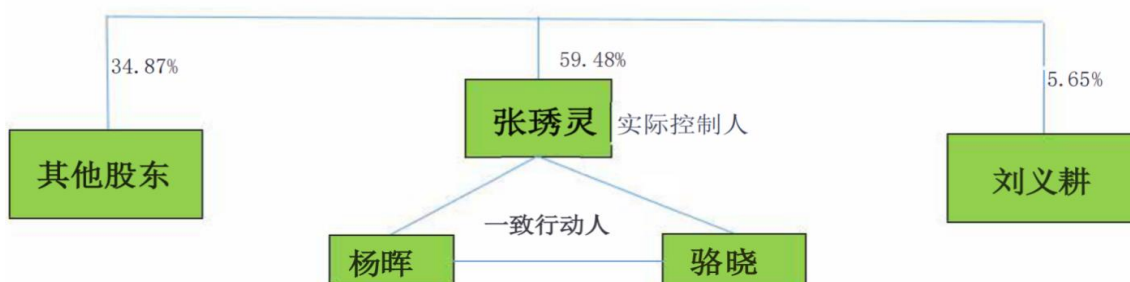 34.87%
59.48%
5.65%
张琇灵
实际控制人
其他股东
刘义耕
一致行动人
杨晖
骆晓